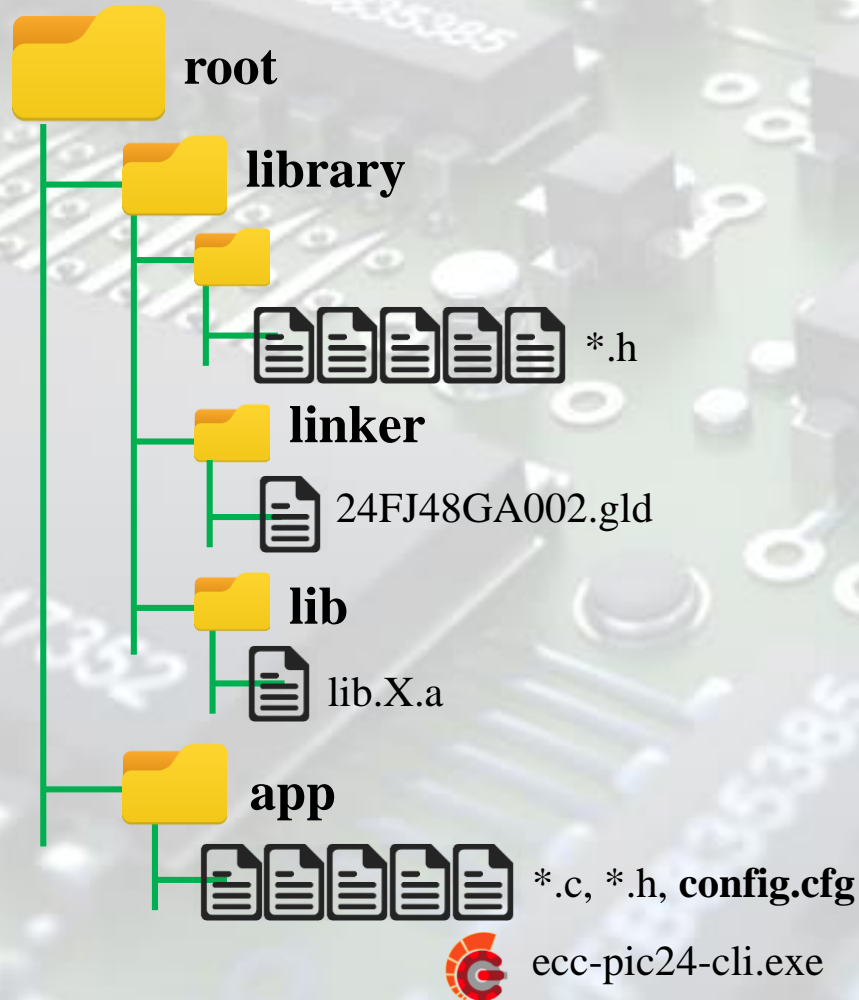 root
library
*.h
linker
24FJ48GA002.gld
lib
lib.X.a
app
*.c, *.h, config.cfg
ecc-pic24-cli.exe